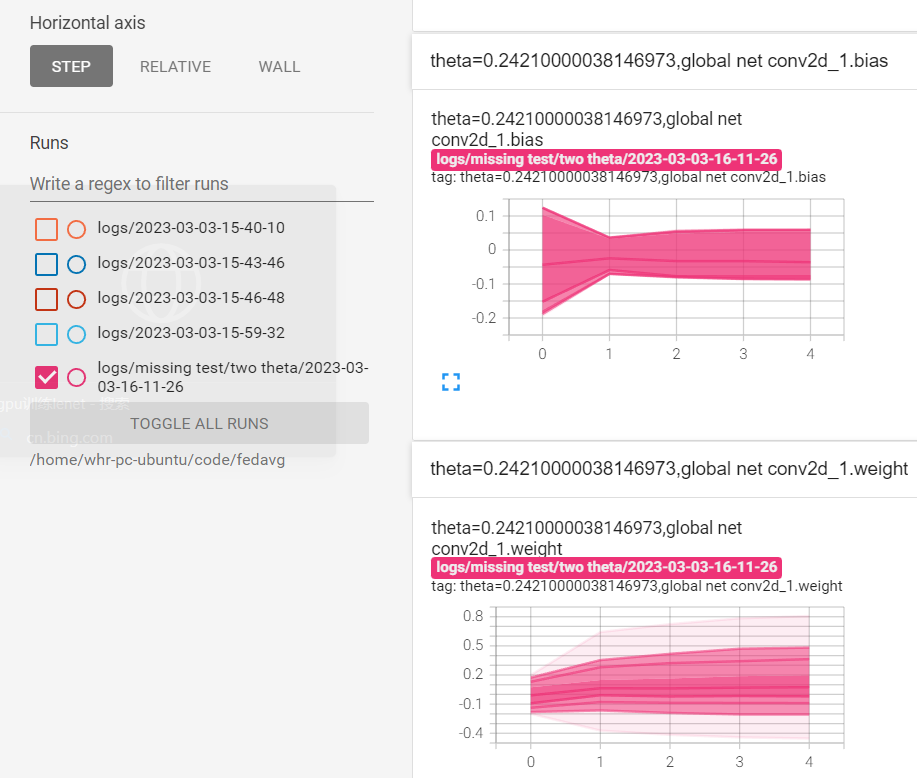 Horizontal axis
STEP RELATIVE WALL
Runs
Write a regex to filter runs
logs/2023-03-03-15-40-10
logs/2023-03-03-15-43-46
logs/2023-03-03-15-46-48
logs/2023-03-03-15-59-32
logs/missing test/two theta/2023-03-
03-16-11-26
TOGGLE ALL RUNS
cn.bing.com
/home/whr-pc-ubuntu/code/fedavg
theta=0.24210000038146973,global net conv2d_1.bias
theta=0.24210000038146973,global net
conv2d_1.bias
logs/missing test/two theta/2023-03-03-16-11-26
tag: theta=0.24210000038146973,global net conv2d_1.bias
0.1
0
-0.1
-0.2
0 1 2 3 4
theta=0.24210000038146973,global net conv2d_1.weight
theta=0.24210000038146973,global net
conv2d_1.weight
logs/missing test/two theta/2023-03-03-16-11-26
tag: theta=0.24210000038146973,global net conv2d_1.weight
0.8
0.5
0.2
-0.1
-0.4
0 1 2 3 4